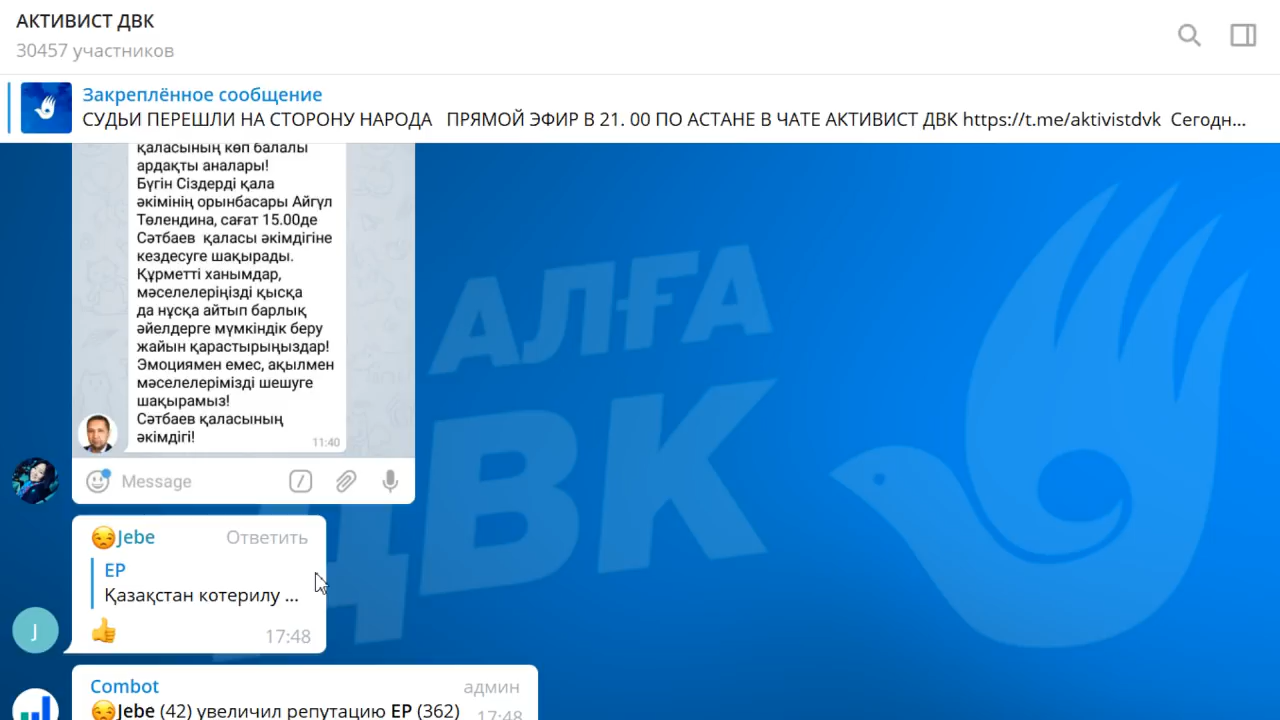 АКТИВИСТ ДВК
30457 участников
Закреплённое сообщение
СУДЬИ ПЕРЕШЛИ НА СТОРОНУ НАРОДА ПРЯМОЙ ЭФИР В 21. 00 ПО АСТАНЕ В ЧАТЕ АКТИВИСТ ДВК https://t.me/aktivistdvk Сегодн...
қаласының көп балалы
ардақты аналары!
Бүгін Сіздерді қала
әкімінің орынбасары Айгүл
Төлендина, сағат 15.00де
Сәтбаев қаласы әкімдігіне
кездесуге шақырады.
Құрметті ханымдар,
мәселелеріңізді қысқа
да нұсқа айтып барлық
әйелдерге мүмкіндік беру
жайын қарастырыңыздар!
Эмоциямен емес, ақылмен
мәселелерімізді шешуге
шақырамыз!
Сәтбаев қаласының
әкімдігі!
11:40
Message
АЛҒА
ДВК
😒Jebe Ответить
EP
Қазақстан котерилу ...
👍 17:48
J
Combot админ
😒Jebe (42) увеличил репутацию EP (362)
17:48